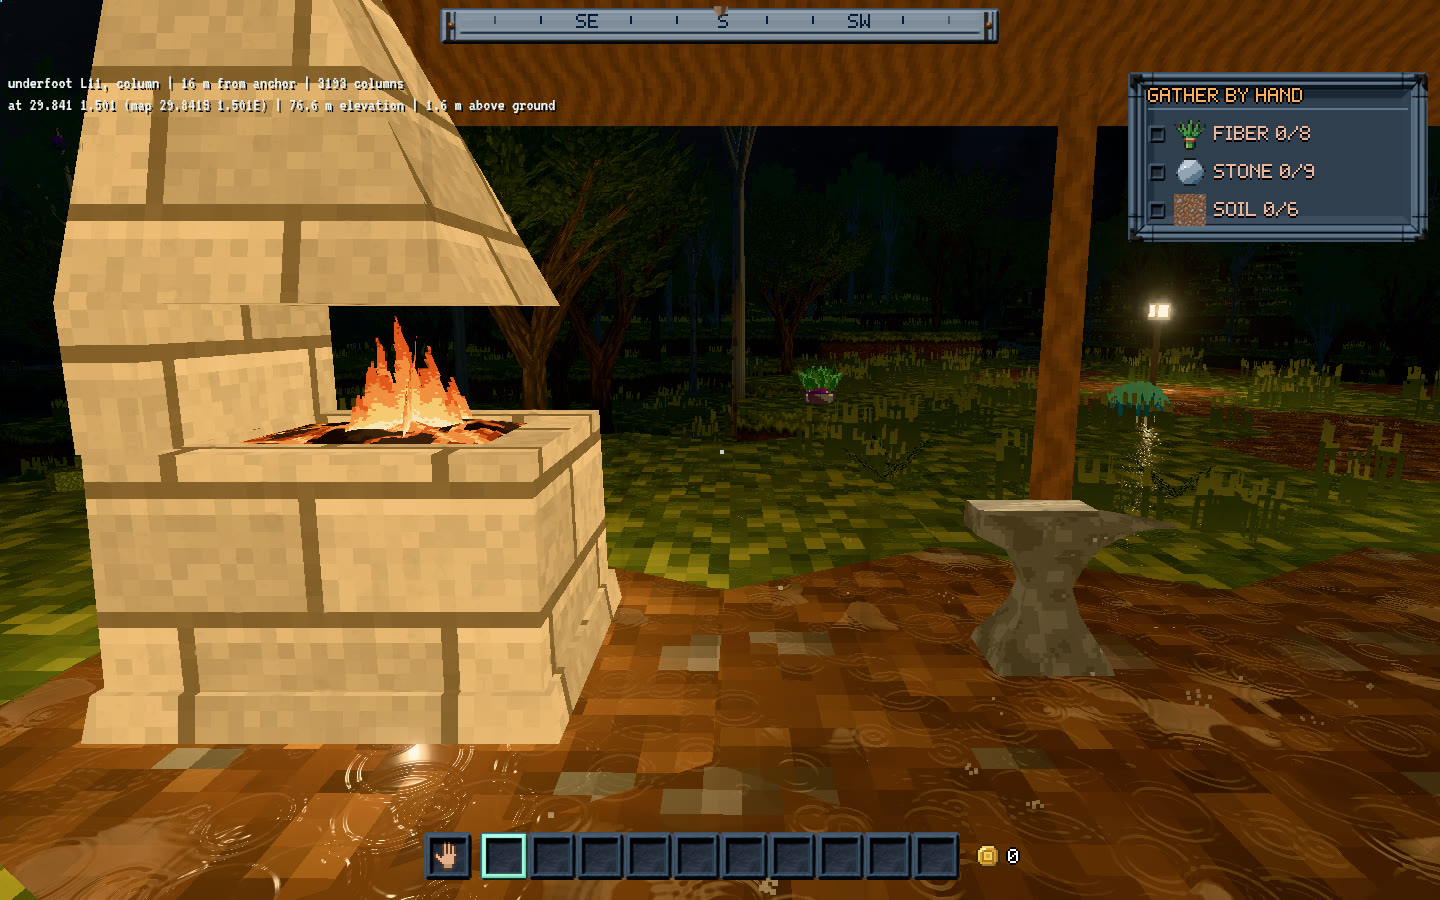 SE S SW
underfoot L11, column | 16 m from anchor | 3193 columns
at 29.841 1.501 (map 29.841S 1.501E) | 76.6 m elevation | 1.6 m above ground
GATHER BY HAND
FIBER 0/8
STONE 0/9
SOIL 0/6
0